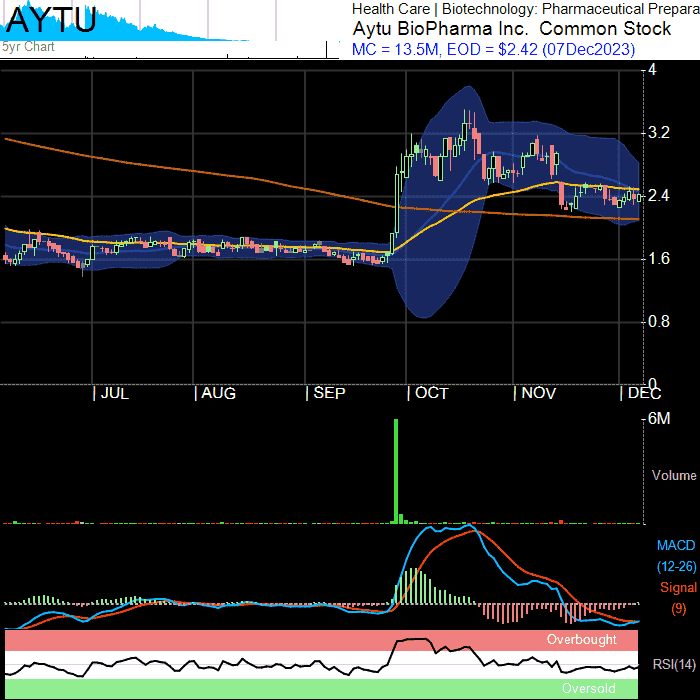 AYTU
5yr Chart
Health Care | Biotechnology: Pharmaceutical Prepara
Aytu BioPharma Inc. Common Stock
MC = 13.5M, EOD = $2.42 (07Dec2023)
4
3.2
2.4
1.6
0.8
0
JUL
AUG
SEP
OCT
NOV
DEC
6M
Volume
MACD
(12-26)
Signal
(9)
Overbought
RSI(14)
Oversold